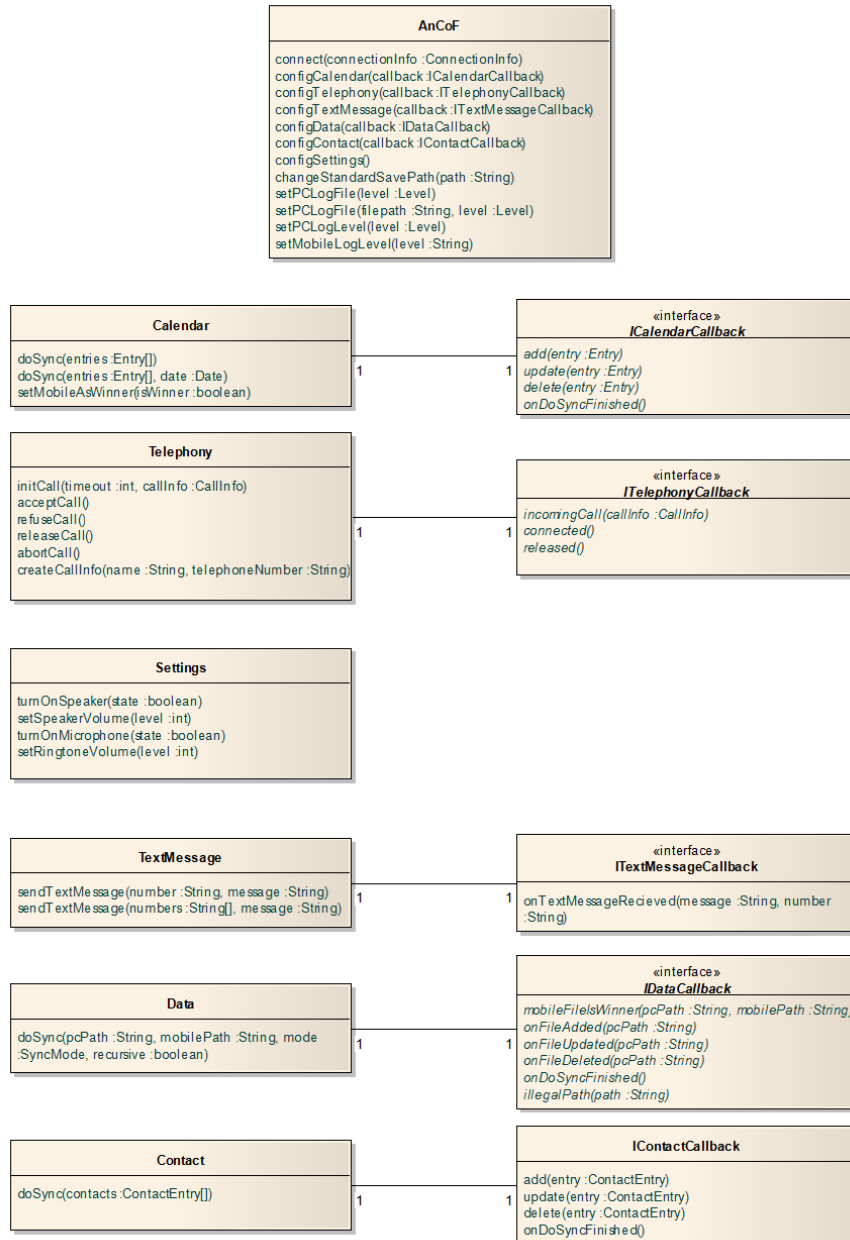 AnCoF
connect(connectionInfo :ConnectionInfo)
configCalendar(callback :ICalendarCallback)
configTelephony(callback :ITelephonyCallback)
configTextMessage(callback :ITextMessageCallback)
configData(callback :IDataCallback)
configContact(callback :IContactCallback)
configSettings()
changeStandardSavePath(path :String)
setPCLogFile(level :Level)
setPCLogFile(filepath :String, level :Level)
setPCLogLevel(level :Level)
setMobileLogLevel(level :String)
Calendar
doSync(entries :Entry[])
doSync(entries :Entry[], date :Date)
setMobileAsWinner(isWinner :boolean)
1
1
«interface»
ICalendarCallback
add(entry :Entry)
update(entry :Entry)
delete(entry :Entry)
onDoSyncFinished()
Telephony
initCall(timeout :int, callInfo :CallInfo)
acceptCall()
refuseCall()
releaseCall()
abortCall()
createCallInfo(name :String, telephoneNumber :String)
1
1
«interface»
ITelephonyCallback
incomingCall(callInfo :CallInfo)
connected()
released()
Settings
turnOnSpeaker(state :boolean)
setSpeakerVolume(level :int)
turnOnMicrophone(state :boolean)
setRingtoneVolume(level :int)
TextMessage
sendTextMessage(number :String, message :String)
sendTextMessage(numbers :String[], message :String)
1
1
«interface»
ITextMessageCallback
onTextMessageRecieved(message :String, number
:String)
Data
doSync(pcPath :String, mobilePath :String, mode
:SyncMode, recursive :boolean)
1
1
«interface»
IDataCallback
mobileFileIsWinner(pcPath :String, mobilePath :String)
onFileAdded(pcPath :String)
onFileUpdated(pcPath :String)
onFileDeleted(pcPath :String)
onDoSyncFinished()
illegalPath(path :String)
Contact
doSync(contacts :ContactEntry[])
1
1
IContactCallback
add(entry :ContactEntry)
update(entry :ContactEntry)
delete(entry :ContactEntry)
onDoSyncFinished()